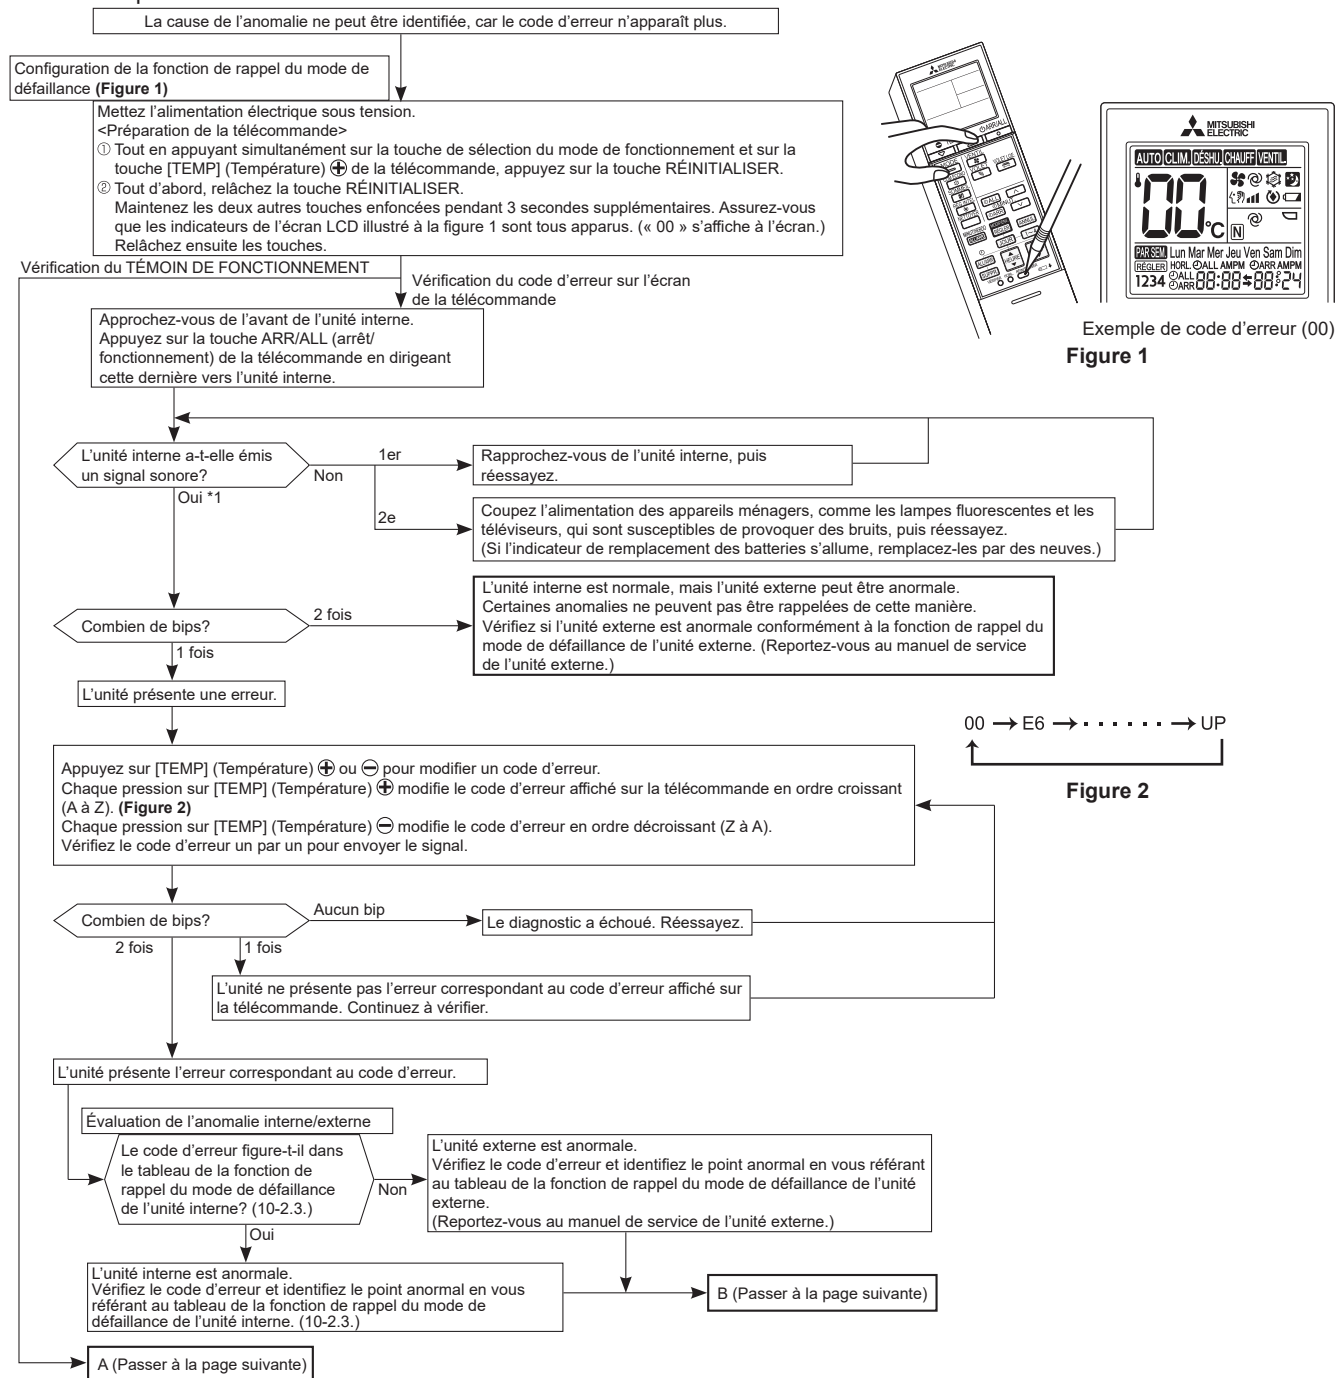 La cause de l'anomalie ne peut être identifiée, car le code d'erreur n'apparaît plus.
Configuration de la fonction de rappel du mode de
défaillance (Figure 1)
Mettez l'alimentation électrique sous tension.
<Préparation de la télécommande>
① Tout en appuyant simultanément sur la touche de sélection du mode de fonctionnement et sur la
touche [TEMP] (Température) ⊕ de la télécommande, appuyez sur la touche RÉINITIALISER.
② Tout d'abord, relâchez la touche RÉINITIALISER.
Maintenez les deux autres touches enfoncées pendant 3 secondes supplémentaires. Assurez-vous
que les indicateurs de l'écran LCD illustré à la figure 1 sont tous apparus. (« 00 » s'affiche à l'écran.)
Relâchez ensuite les touches.
MITSUBISHI
ELECTRIC
AUTO CLIM. DÉSHU. CHAUFF VENTIL.
00°C
N
PAR SEM. Lun Mar Mer Jeu Ven Sam Dim
RÉGLER HORL. ALL AMPM ARR AMPM
1234 ALL ARR 88:88 88:24
Exemple de code d'erreur (00)
Figure 1
Vérification du TÉMOIN DE FONCTIONNEMENT
Vérification du code d'erreur sur l'écran
de la télécommande
Approchez-vous de l'avant de l'unité interne.
Appuyez sur la touche ARR/ALL (arrêt/
fonctionnement) de la télécommande en dirigeant
cette dernière vers l'unité interne.
L'unité interne a-t-elle émis
un signal sonore?
Non
1er
Rapprochez-vous de l'unité interne, puis
réessayez.
Oui *1
2e
Coupez l'alimentation des appareils ménagers, comme les lampes fluorescentes et les
téléviseurs, qui sont susceptibles de provoquer des bruits, puis réessayez.
(Si l'indicateur de remplacement des batteries s'allume, remplacez-les par des neuves.)
Combien de bips?
2 fois
L'unité interne est normale, mais l'unité externe peut être anormale.
Certaines anomalies ne peuvent pas être rappelées de cette manière.
Vérifiez si l'unité externe est anormale conformément à la fonction de rappel du
mode de défaillance de l'unité externe. (Reportez-vous au manuel de service
de l'unité externe.)
1 fois
L'unité présente une erreur.
00 → E6 → · · · · · · → UP
Figure 2
Appuyez sur [TEMP] (Température) ⊕ ou ⊖ pour modifier un code d'erreur.
Chaque pression sur [TEMP] (Température) ⊕ modifie le code d'erreur affiché sur la télécommande en ordre croissant
(A à Z). (Figure 2)
Chaque pression sur [TEMP] (Température) ⊖ modifie le code d'erreur en ordre décroissant (Z à A).
Vérifiez le code d'erreur un par un pour envoyer le signal.
Combien de bips?
Aucun bip
Le diagnostic a échoué. Réessayez.
2 fois
1 fois
L'unité ne présente pas l'erreur correspondant au code d'erreur affiché sur
la télécommande. Continuez à vérifier.
L'unité présente l'erreur correspondant au code d'erreur.
Évaluation de l'anomalie interne/externe
Le code d'erreur figure-t-il dans
le tableau de la fonction de
rappel du mode de défaillance
de l'unité interne? (10-2.3.)
Non
L'unité externe est anormale.
Vérifiez le code d'erreur et identifiez le point anormal en vous référant
au tableau de la fonction de rappel du mode de défaillance de l'unité
externe.
(Reportez-vous au manuel de service de l'unité externe.)
Oui
L'unité interne est anormale.
Vérifiez le code d'erreur et identifiez le point anormal en vous
référant au tableau de la fonction de rappel du mode de
défaillance de l'unité interne. (10-2.3.)
B (Passer à la page suivante)
A (Passer à la page suivante)